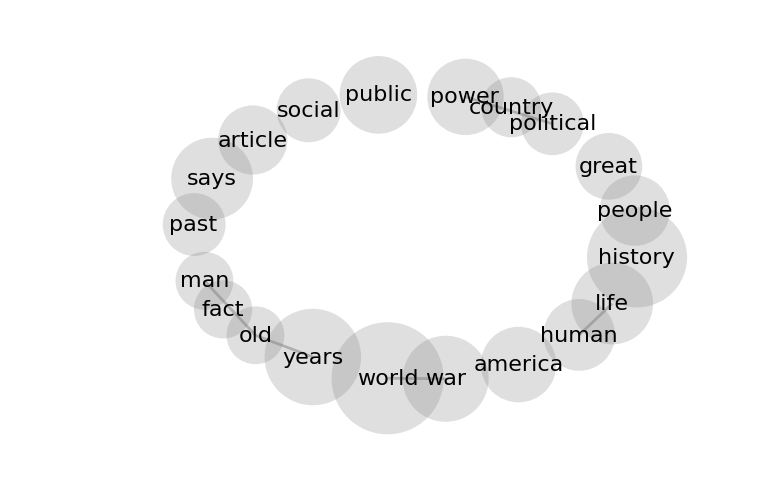 public
power
country
social
political
article
great
says
people
past
history
man
life
fact
old
human
years
america
world
war